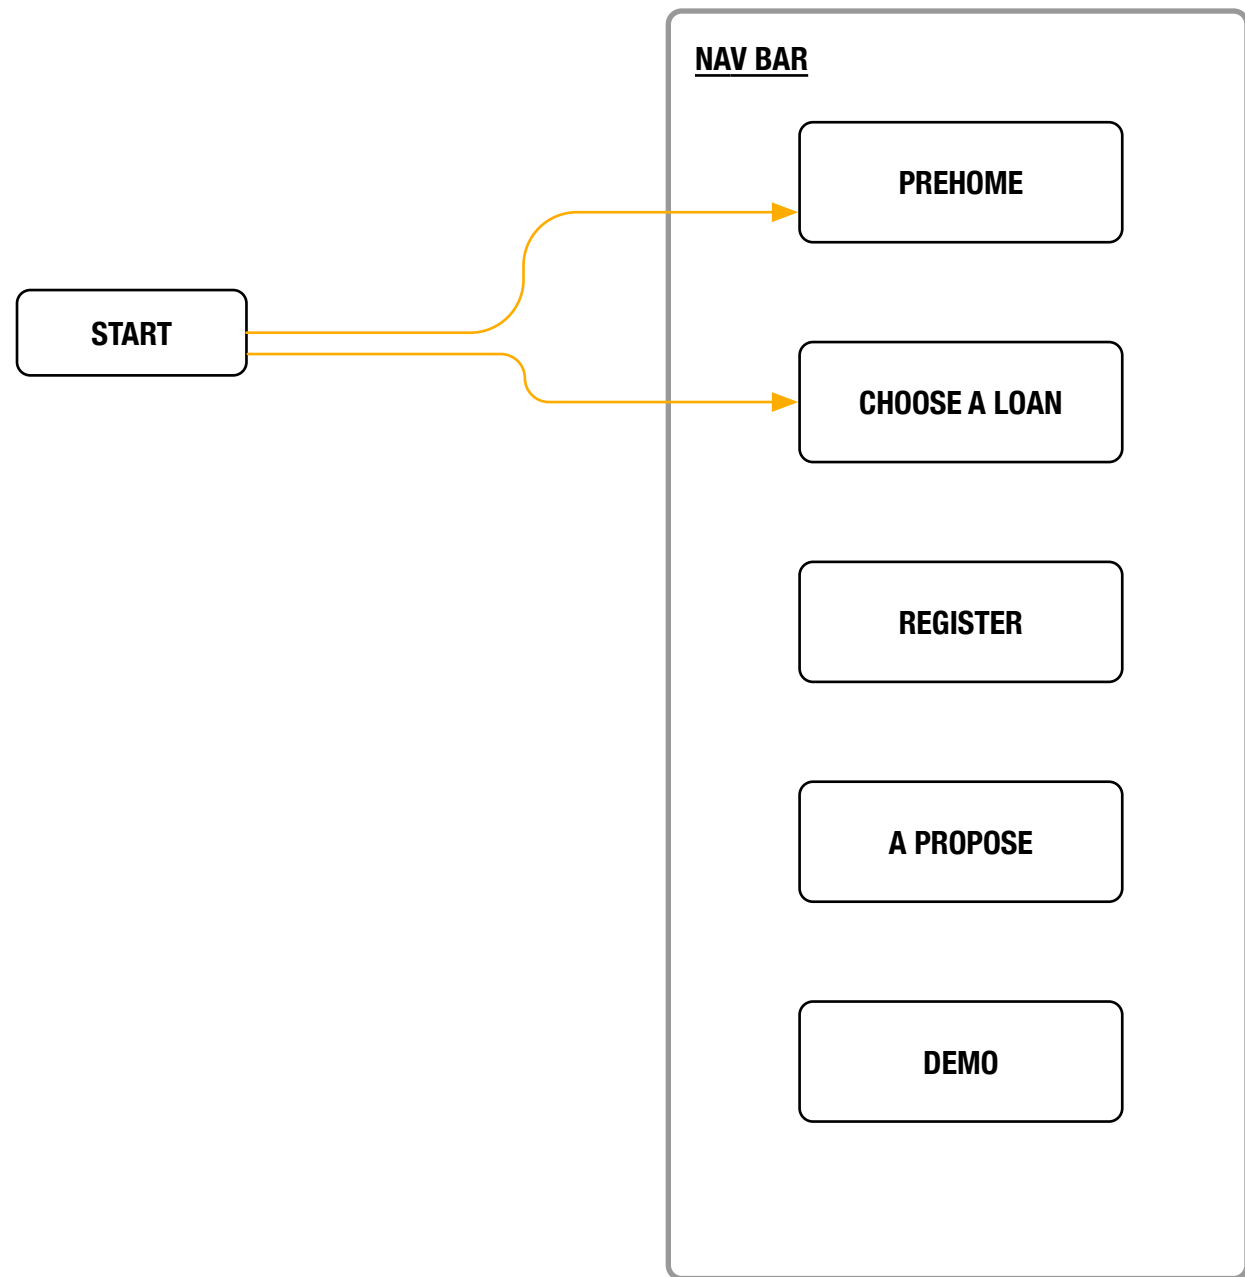 NAV BAR
PREHOME
START
CHOOSE A LOAN
REGISTER
A PROPOSE
DEMO